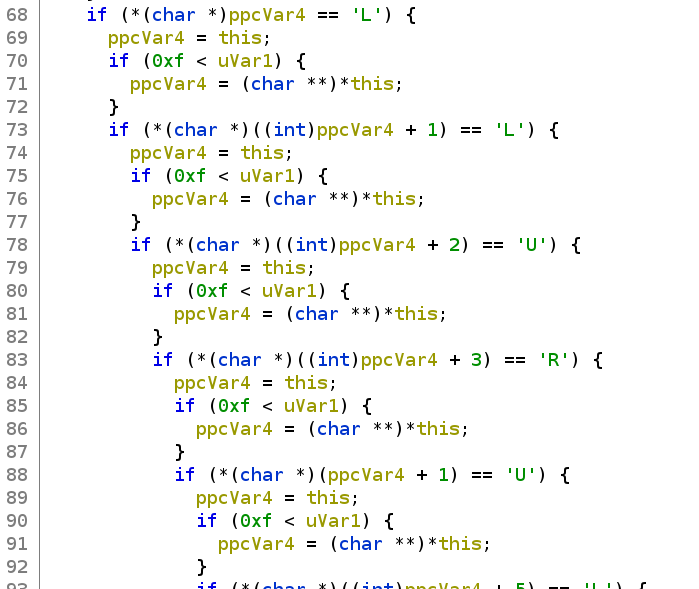 68 if (*(char *)ppcVar4 == 'L') {
69 ppcVar4 = this;
70 if (0xf < uVar1) {
71 ppcVar4 = (char **)*this;
72 }
73 if (*(char *)((int)ppcVar4 + 1) == 'L') {
74 ppcVar4 = this;
75 if (0xf < uVar1) {
76 ppcVar4 = (char **)*this;
77 }
78 if (*(char *)((int)ppcVar4 + 2) == 'U') {
79 ppcVar4 = this;
80 if (0xf < uVar1) {
81 ppcVar4 = (char **)*this;
82 }
83 if (*(char *)((int)ppcVar4 + 3) == 'R') {
84 ppcVar4 = this;
85 if (0xf < uVar1) {
86 ppcVar4 = (char **)*this;
87 }
88 if (*(char *)(ppcVar4 + 1) == 'U') {
89 ppcVar4 = this;
90 if (0xf < uVar1) {
91 ppcVar4 = (char **)*this;
92 }